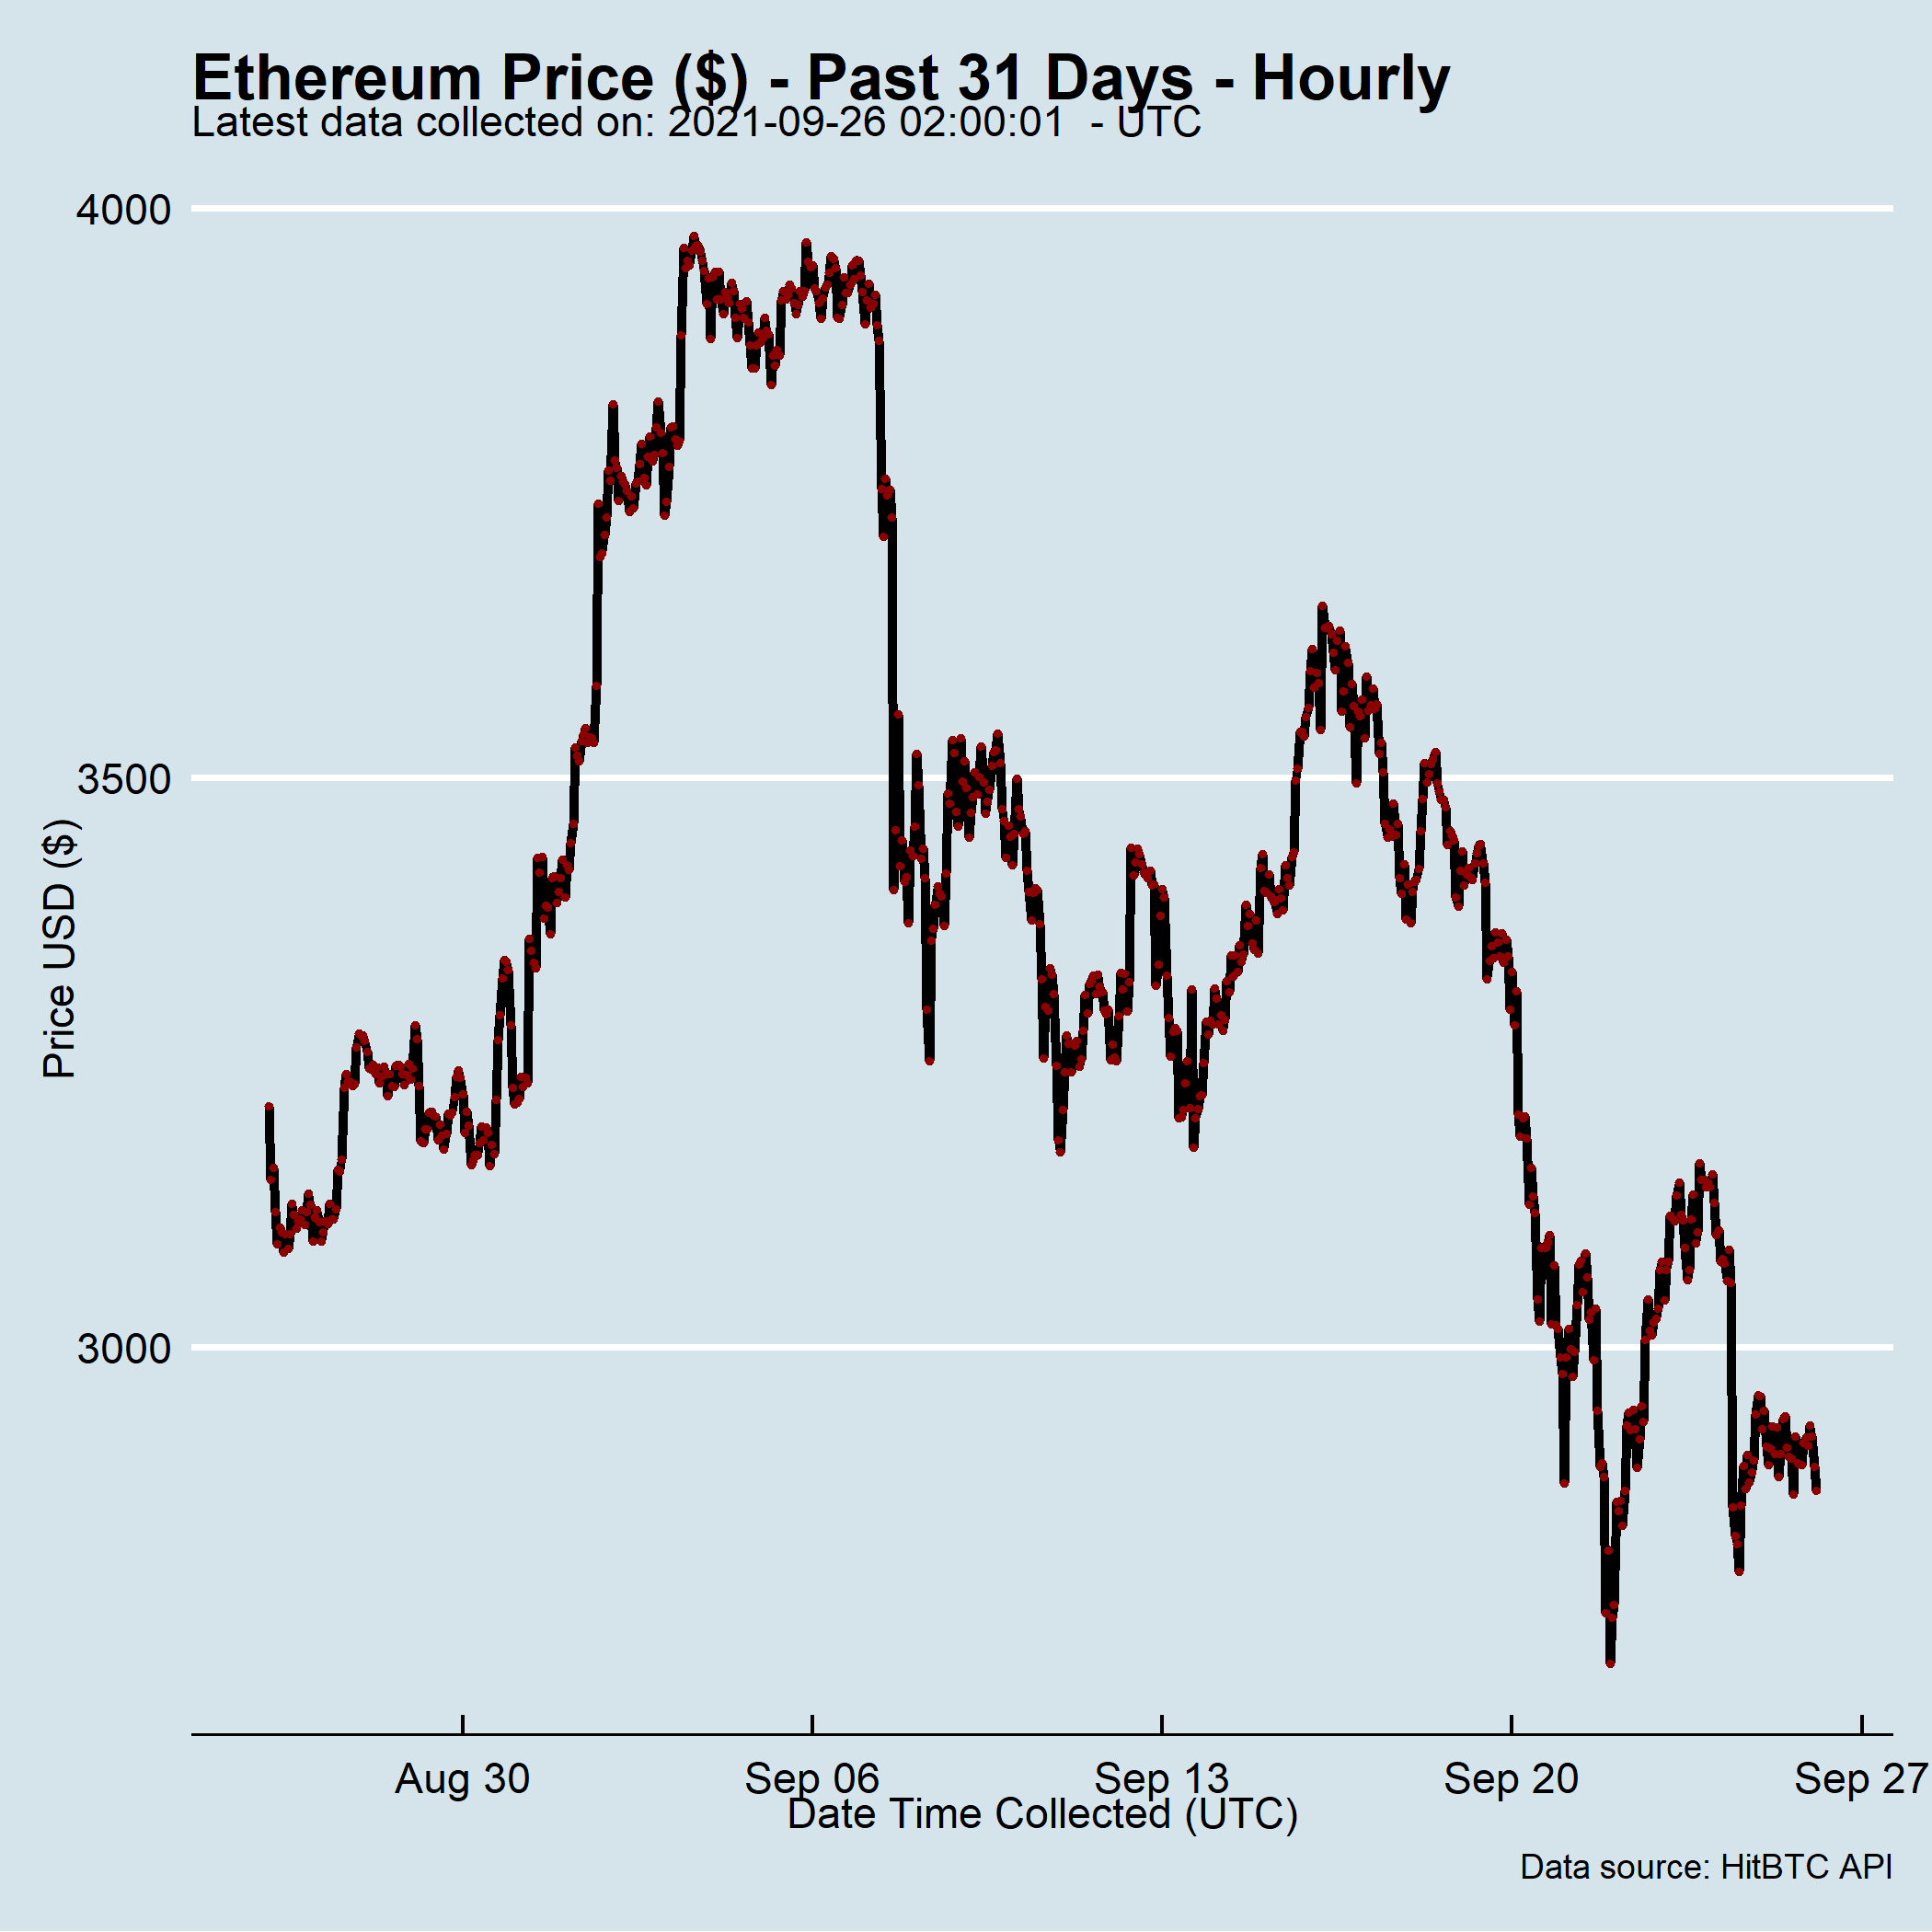 Ethereum Price ($) - Past 31 Days - Hourly
Latest data collected on: 2021-09-26 02:00:01  - UTC
4000
3500
3000
Price USD ($)
Aug 30
Sep 06
Sep 13
Sep 20
Sep 27
Date Time Collected (UTC)
Data source: HitBTC API